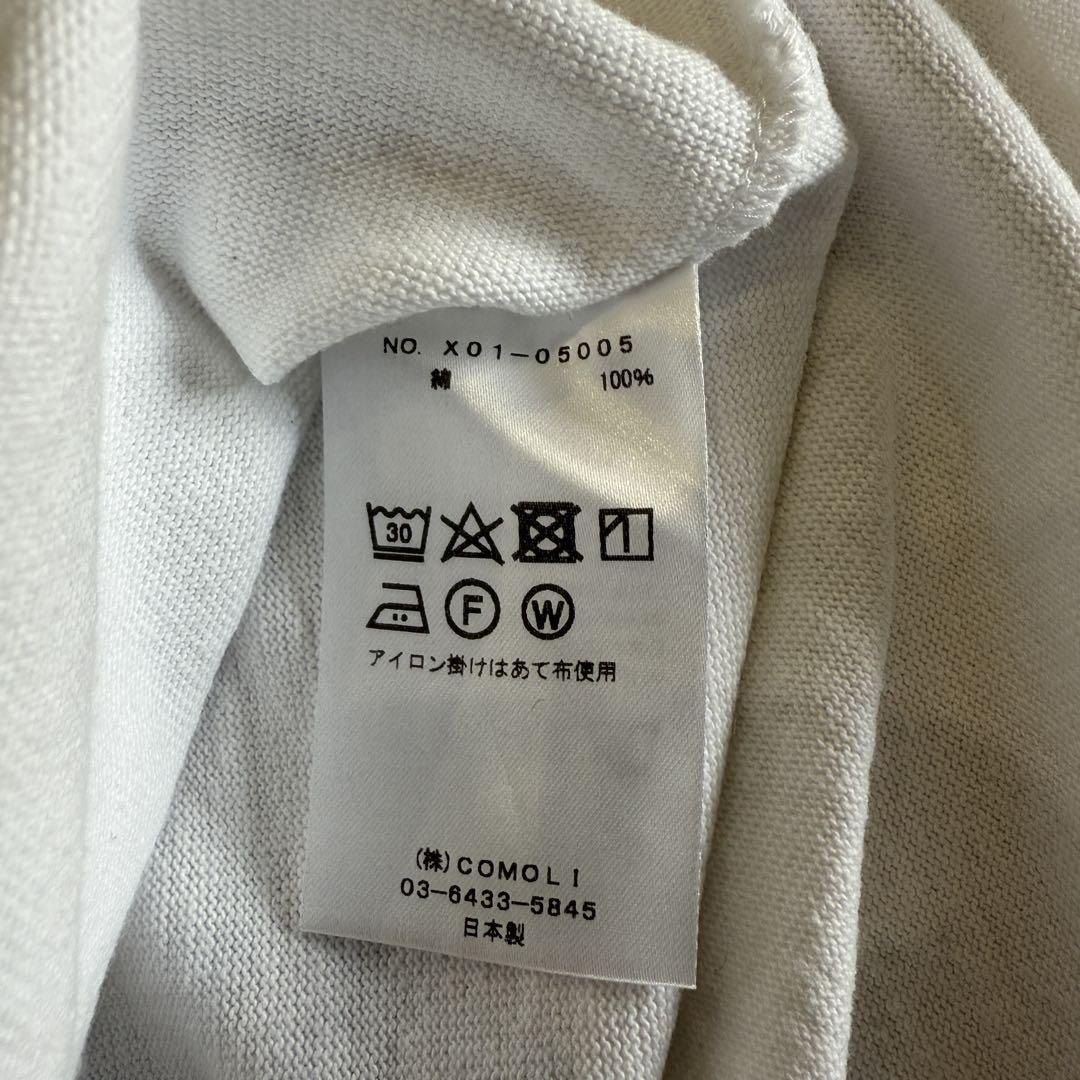 NO. X01-05005
綿 100%
30
F W
アイロン掛けはあて布使用
(株)COMOLI
03-6433-5845
日本製